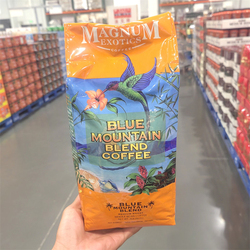 MAGNUM
EXOTICS
BLUE
MOUNTAIN
BLEND
COFFEE
BLUE
MOUNTAIN
BLEND